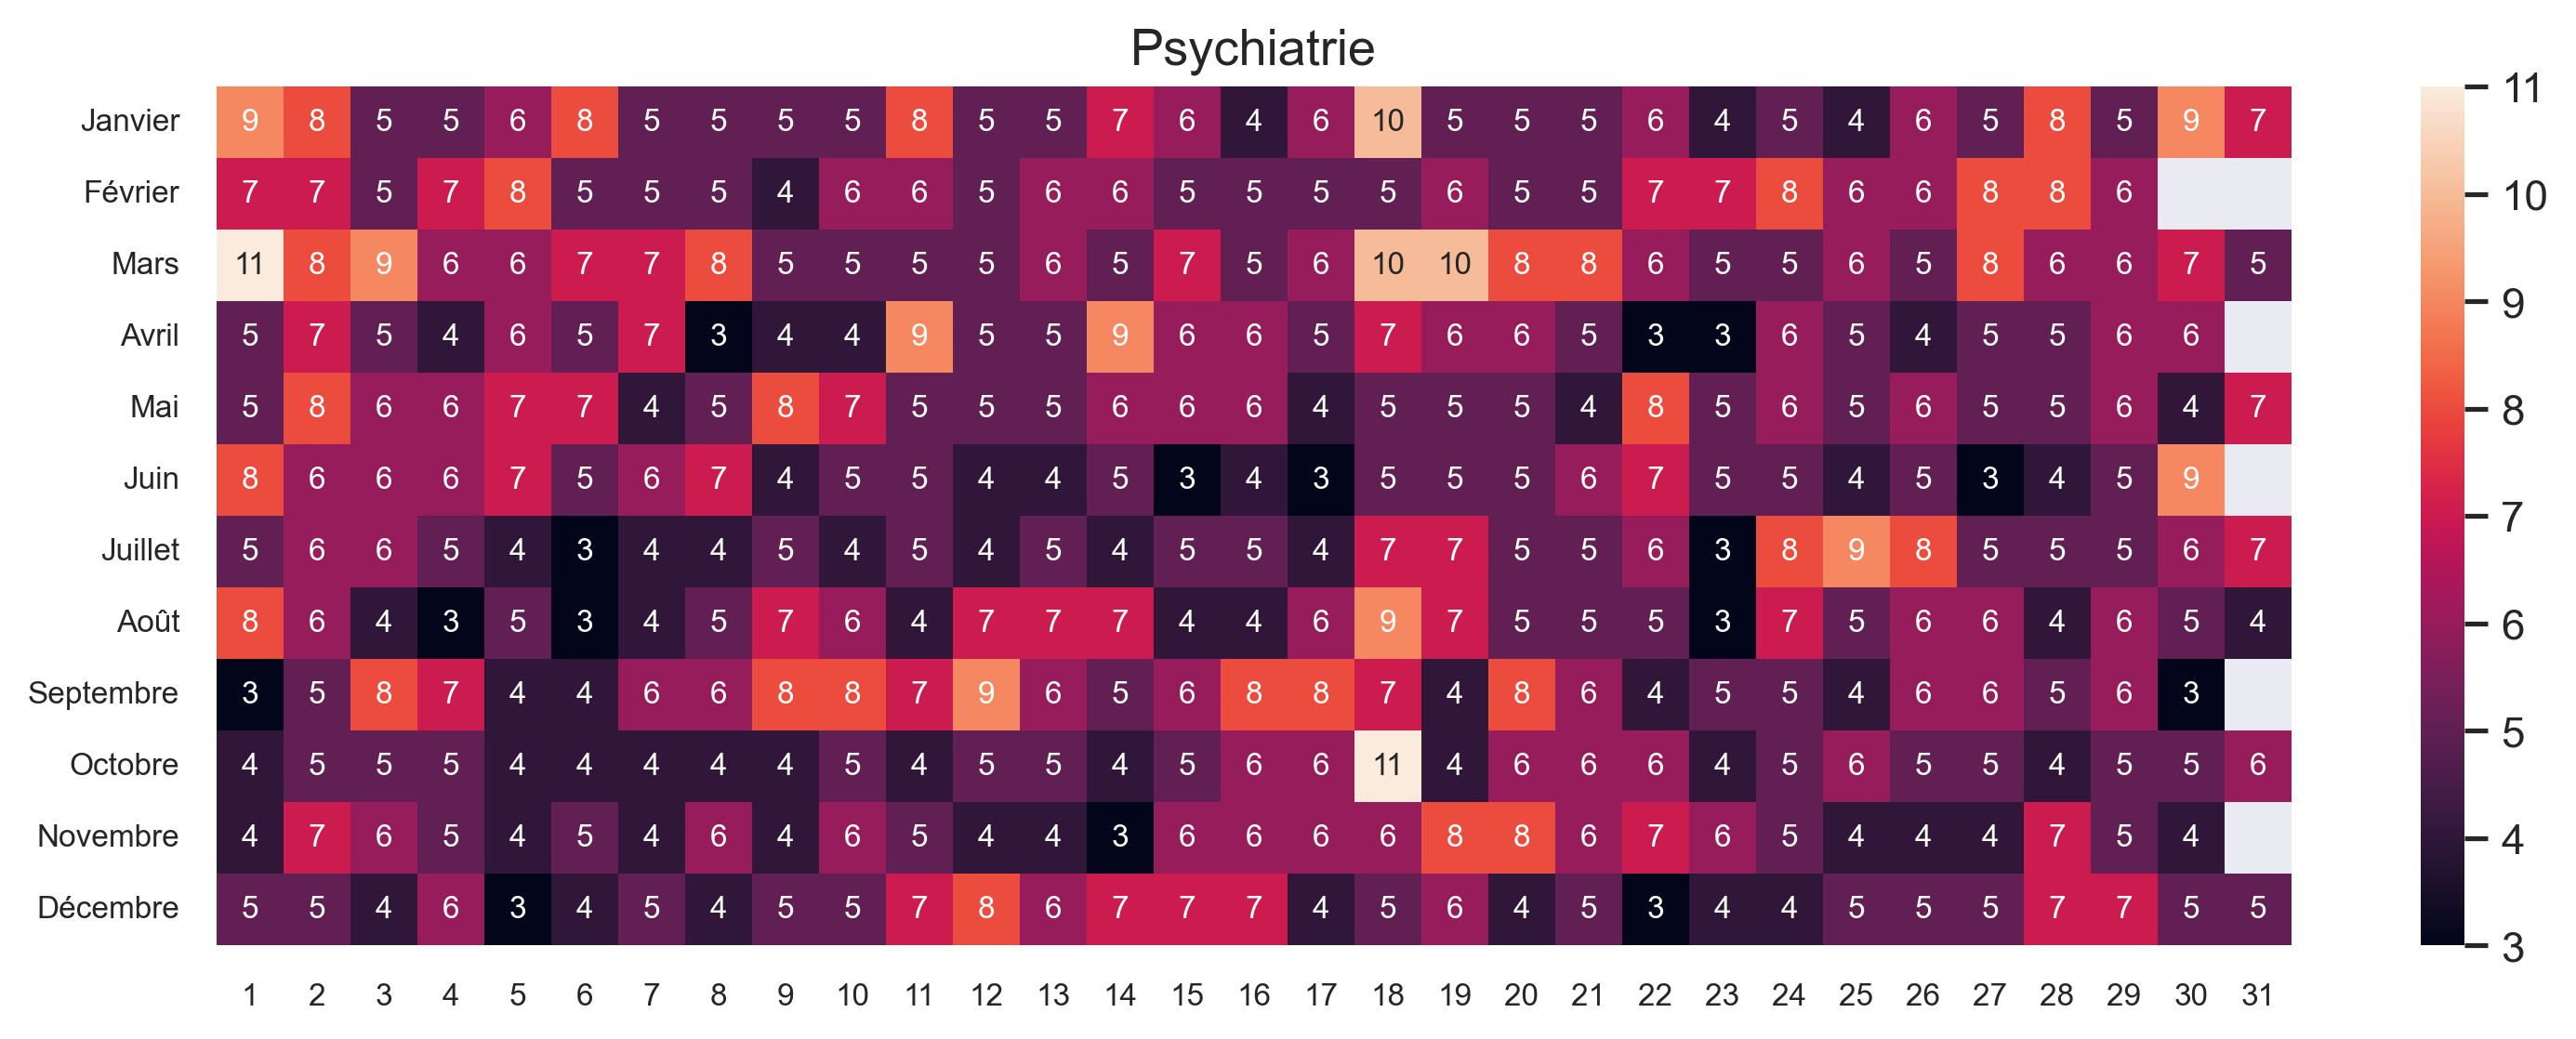 Psychiatrie
Janvier 9 8 5 5 6 8 5 5 5 5 8 5 5 7 6 4 6 10 5 5 5 6 4 5 4 6 5 8 5 9 7
Février 7 7 5 7 8 5 5 5 4 6 6 5 6 6 5 5 5 5 6 5 5 7 7 8 6 6 8 8 6
Mars 11 8 9 6 6 7 7 8 5 5 5 5 6 5 7 5 6 10 10 8 8 6 5 5 6 5 8 6 6 7 5
Avril 5 7 5 4 6 5 7 3 4 4 9 5 5 9 6 6 5 7 6 6 5 3 3 6 5 4 5 5 6 6
Mai 5 8 6 6 7 7 4 5 8 7 5 5 5 6 6 6 4 5 5 5 4 8 5 6 5 6 5 5 6 4 7
Juin 8 6 6 6 7 5 6 7 4 5 5 4 4 5 3 4 3 5 5 5 6 7 5 5 4 5 3 4 5 9
Juillet 5 6 6 5 4 3 4 4 5 4 5 4 5 4 5 5 4 7 7 5 5 6 3 8 9 8 5 5 5 6 7
Août 8 6 4 3 5 3 4 5 7 6 4 7 7 7 4 4 6 9 7 5 5 5 3 7 5 6 6 4 6 5 4
Septembre 3 5 8 7 4 4 6 6 8 8 7 9 6 5 6 8 8 7 4 8 6 4 5 5 4 6 6 5 6 3
Octobre 4 5 5 5 4 4 4 4 4 5 4 5 5 4 5 6 6 11 4 6 6 6 4 5 6 5 5 4 5 5 6
Novembre 4 7 6 5 4 5 4 6 4 6 5 4 4 3 6 6 6 6 8 8 6 7 6 5 4 4 4 7 5 4
Décembre 5 5 4 6 3 4 5 4 5 5 7 8 6 7 7 7 4 5 6 4 5 3 4 4 5 5 5 7 7 5 5
1 2 3 4 5 6 7 8 9 10 11 12 13 14 15 16 17 18 19 20 21 22 23 24 25 26 27 28 29 30 31
11
10
9
8
7
6
5
4
3